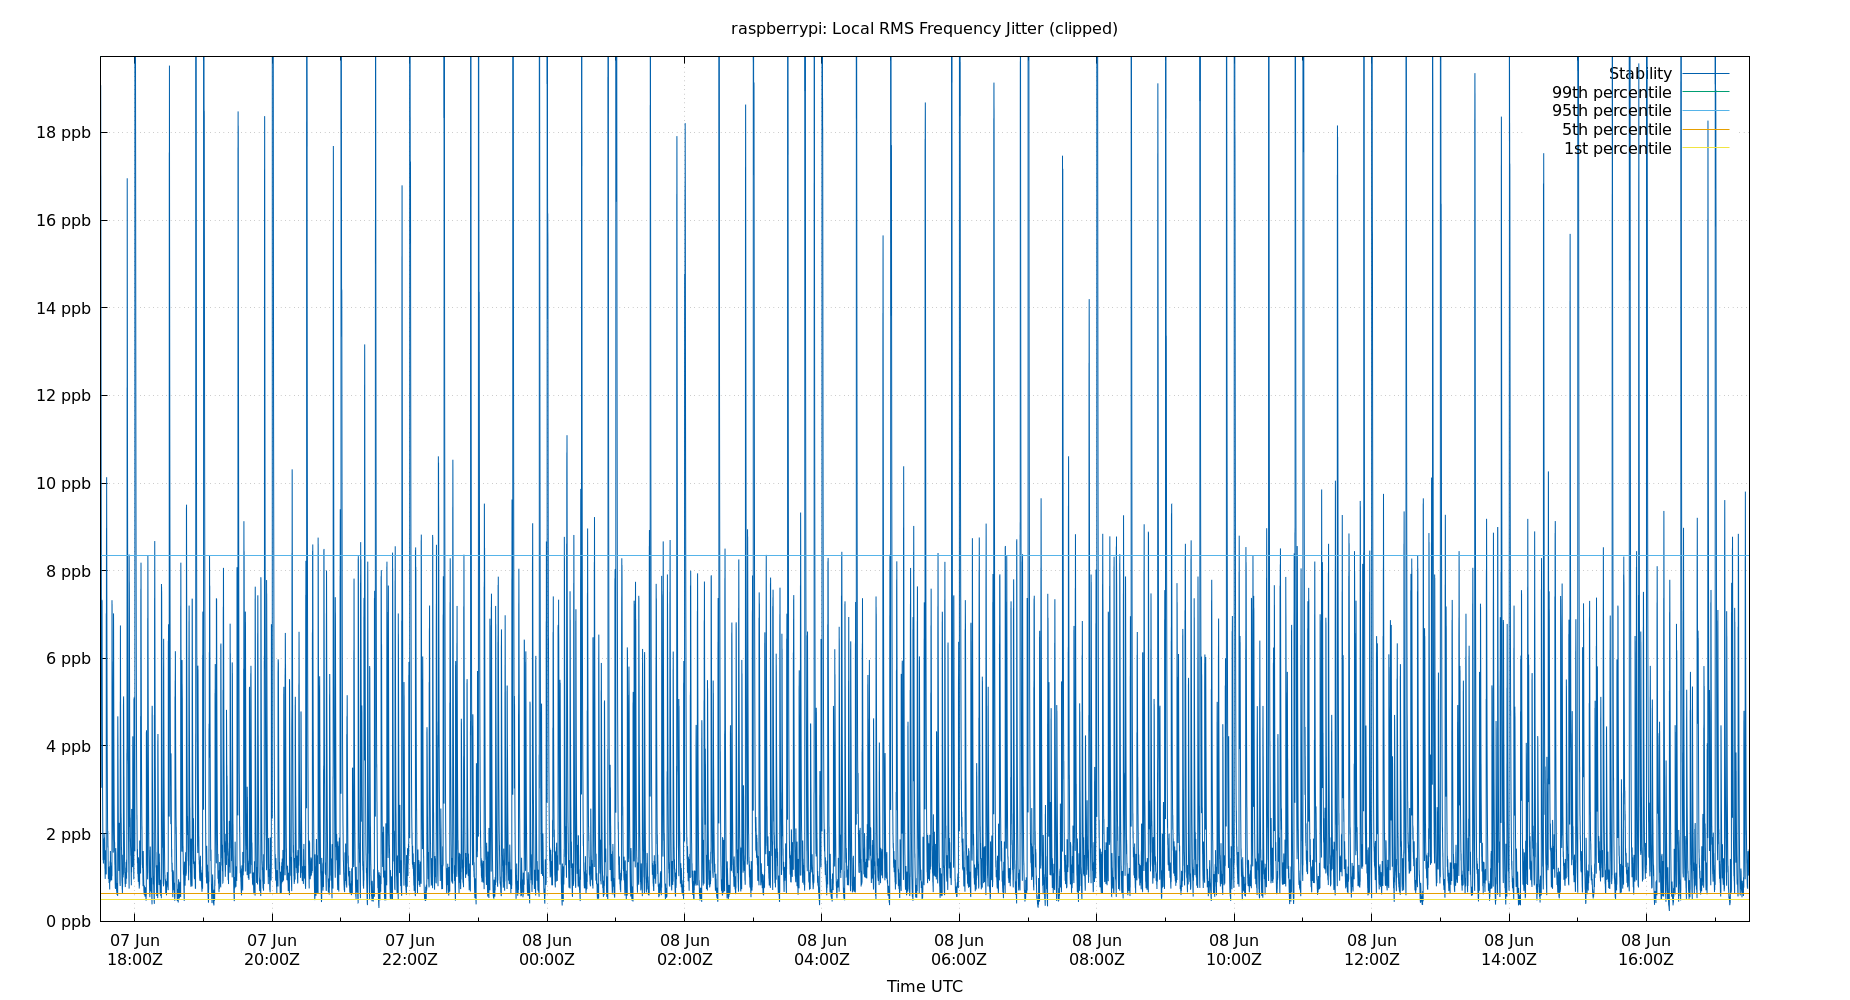 raspberrypi: Local RMS Frequency Jitter (clipped)
Stability
99th percentile
95th percentile
5th percentile
1st percentile
18 ppb
16 ppb
14 ppb
12 ppb
10 ppb
8 ppb
6 ppb
4 ppb
2 ppb
0 ppb
07 Jun 07 Jun 07 Jun 08 Jun 08 Jun 08 Jun 08 Jun 08 Jun 08 Jun 08 Jun 08 Jun 08 Jun
18:00Z 20:00Z 22:00Z 00:00Z 02:00Z 04:00Z 06:00Z 08:00Z 10:00Z 12:00Z 14:00Z 16:00Z
Time UTC